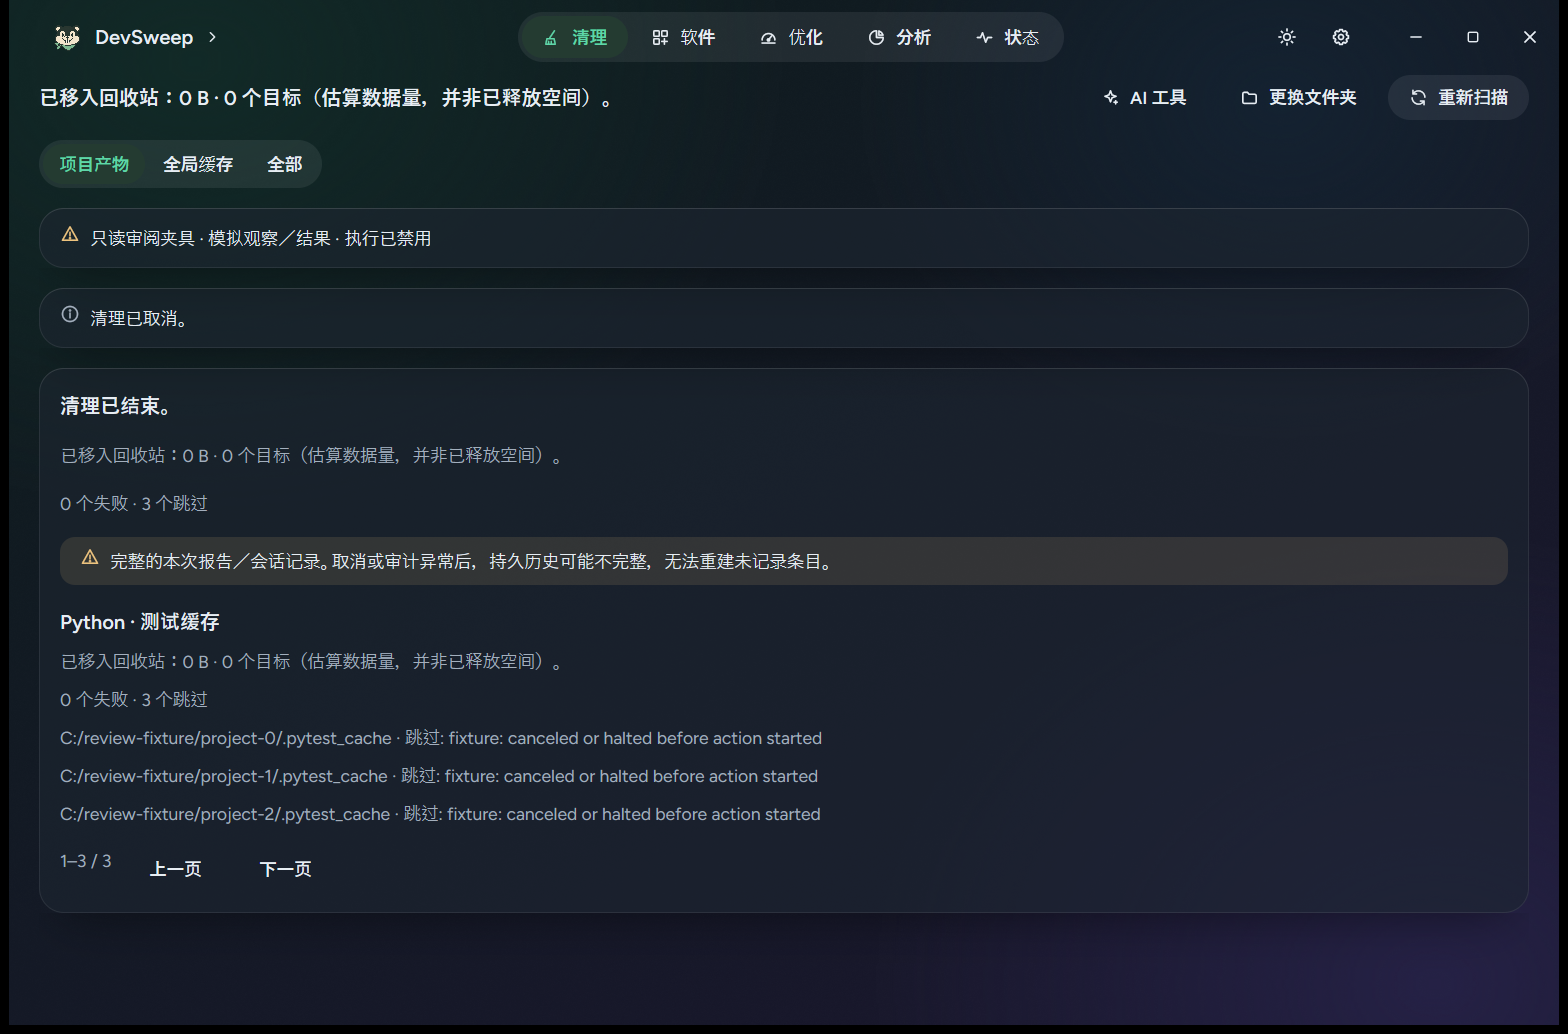 DevSweep
清理
软件
优化
分析
状态
已移入回收站：0 B · 0 个目标（估算数据量，并非已释放空间）。
AI 工具
更换文件夹
重新扫描
项目产物
全局缓存
全部
只读审阅夹具 · 模拟观察／结果 · 执行已禁用
清理已取消。
清理已结束。
已移入回收站：0 B · 0 个目标（估算数据量，并非已释放空间）。
0 个失败 · 3 个跳过
完整的本次报告／会话记录。取消或审计异常后，持久历史可能不完整，无法重建未记录条目。
Python · 测试缓存
已移入回收站：0 B · 0 个目标（估算数据量，并非已释放空间）。
0 个失败 · 3 个跳过
C:/review-fixture/project-0/.pytest_cache · 跳过: fixture: canceled or halted before action started
C:/review-fixture/project-1/.pytest_cache · 跳过: fixture: canceled or halted before action started
C:/review-fixture/project-2/.pytest_cache · 跳过: fixture: canceled or halted before action started
1–3 / 3
上一页
下一页